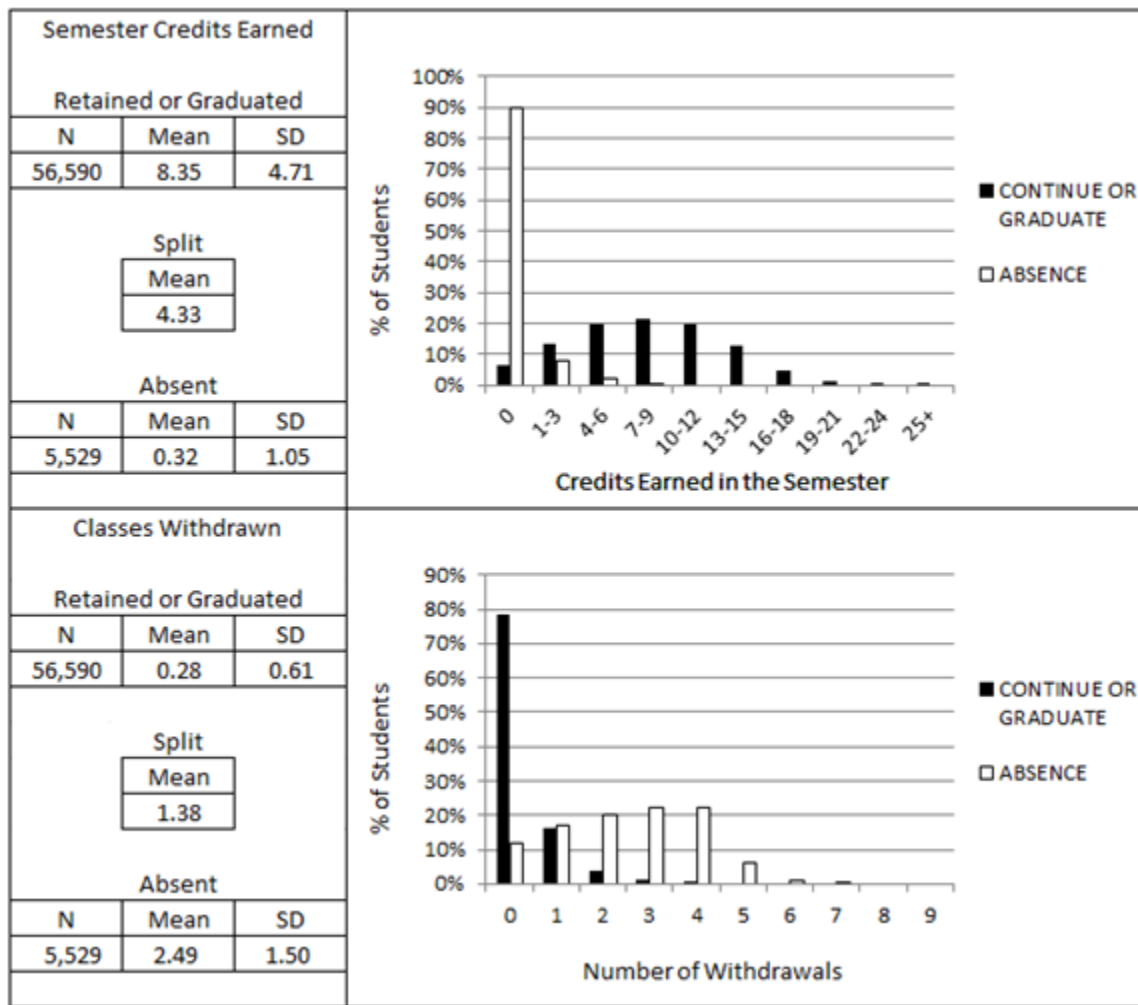 Semester Credits Earned
Retained or Graduated
N Mean SD
56,590 8.35 4.71
Split
Mean
4.33
Absent
N Mean SD
5,529 0.32 1.05
100%
90%
80%
70%
60%
50%
40%
30%
20%
10%
0%
% of Students
0 1-3 4-6 7-9 10-12 13-15 16-18 19-21 22-24 25+
Credits Earned in the Semester
CONTINUE OR
GRADUATE
ABSENCE
Classes Withdrawn
Retained or Graduated
N Mean SD
56,590 0.28 0.61
Split
Mean
1.38
Absent
N Mean SD
5,529 2.49 1.50
90%
80%
70%
60%
50%
40%
30%
20%
10%
0%
% of Students
0 1 2 3 4 5 6 7 8 9
Number of Withdrawals
CONTINUE OR
GRADUATE
ABSENCE